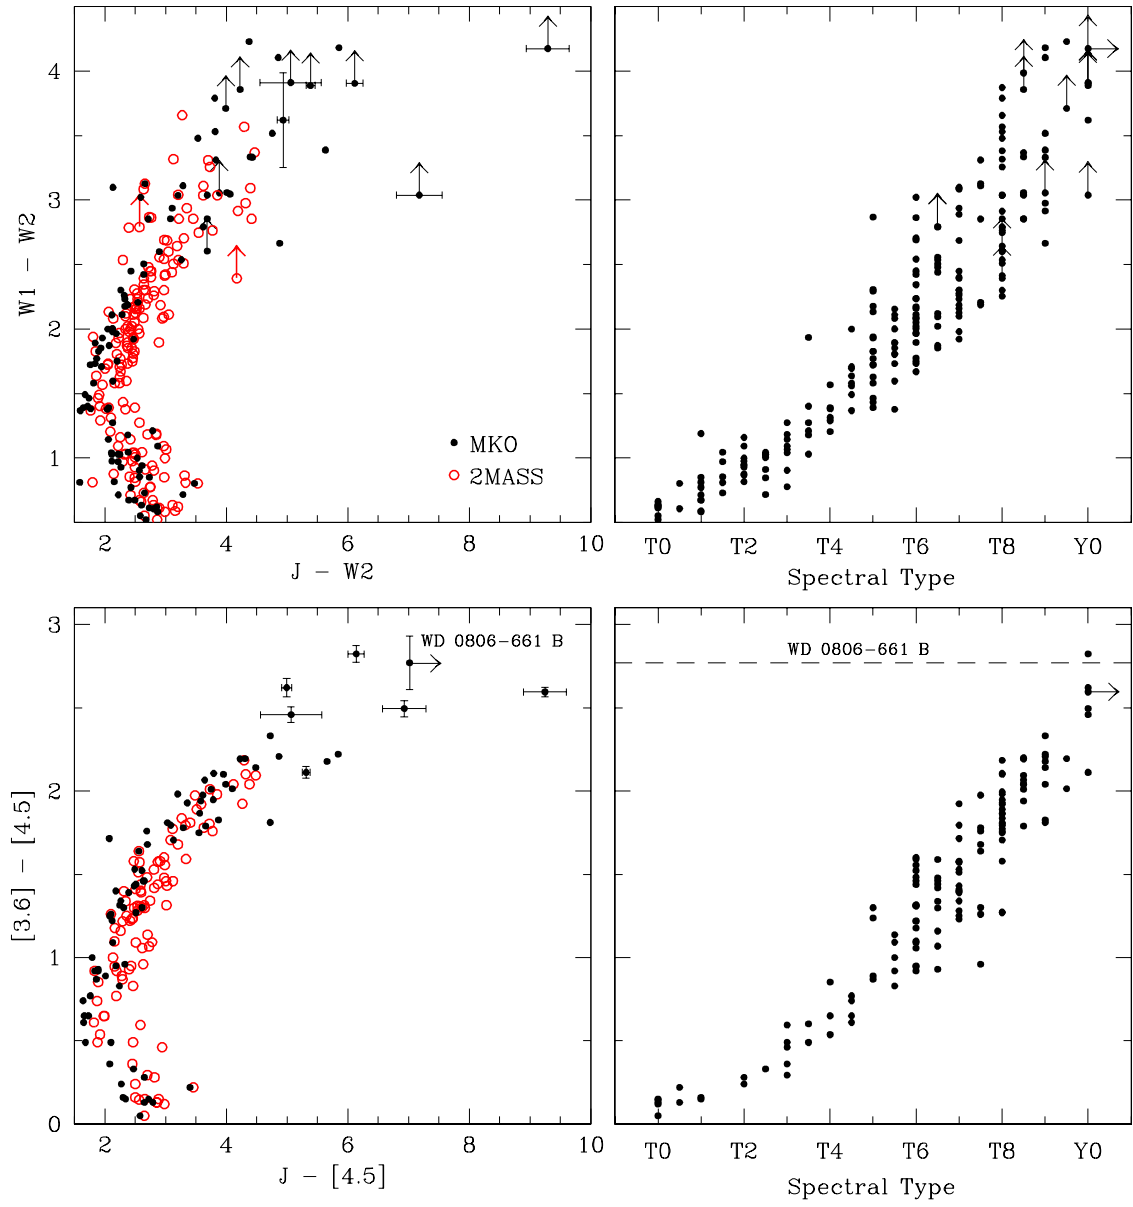 4
3
2
1
W1 − W2
MKO
2MASS
2 4 6 8 10
J − W2
T0 T2 T4 T6 T8 Y0
Spectral Type
3
2
1
0
[3.6] − [4.5]
WD 0806−661 B
2 4 6 8 10
J − [4.5]
WD 0806−661 B
T0 T2 T4 T6 T8 Y0
Spectral Type